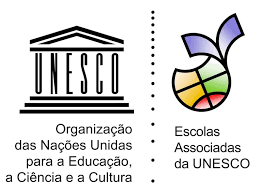 UNESCO
Organização
das Nações Unidas
para a Educação,
a Ciência e a Cultura
Escolas
Associadas
da UNESCO